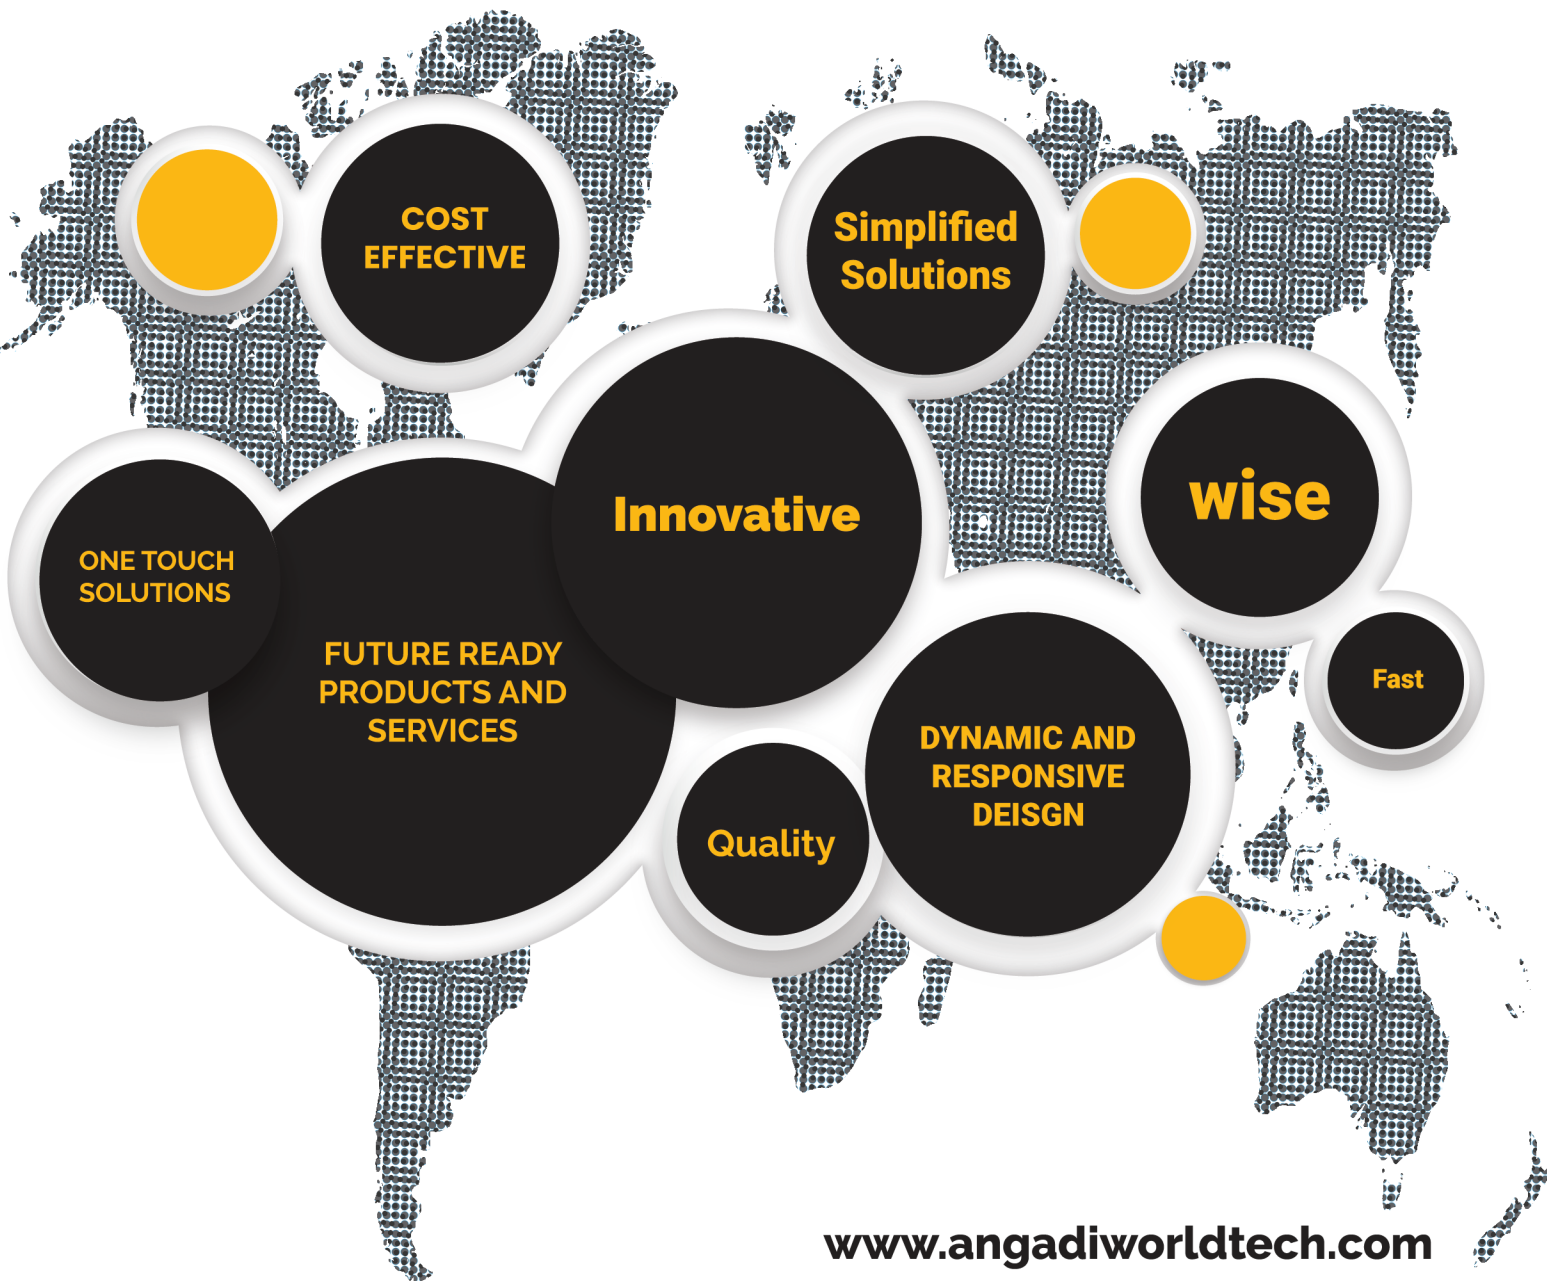 COST
EFFECTIVE
Simplified
Solutions
Innovative
wise
ONE TOUCH
SOLUTIONS
FUTURE READY
PRODUCTS AND
SERVICES
Fast
DYNAMIC AND
RESPONSIVE
DEISGN
Quality
www.angadiworldtech.com